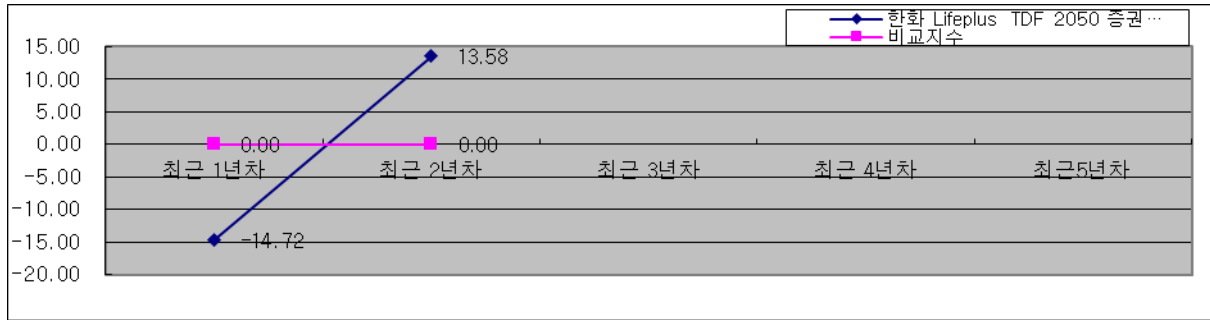 한화 Lifeplus TDF 2050 증권…
비교지수
15.00
10.00
5.00
0.00
-5.00
-10.00
-15.00
-20.00
13.58
0.00
0.00
-14.72
최근 1년차
최근 2년차
최근 3년차
최근 4년차
최근5년차